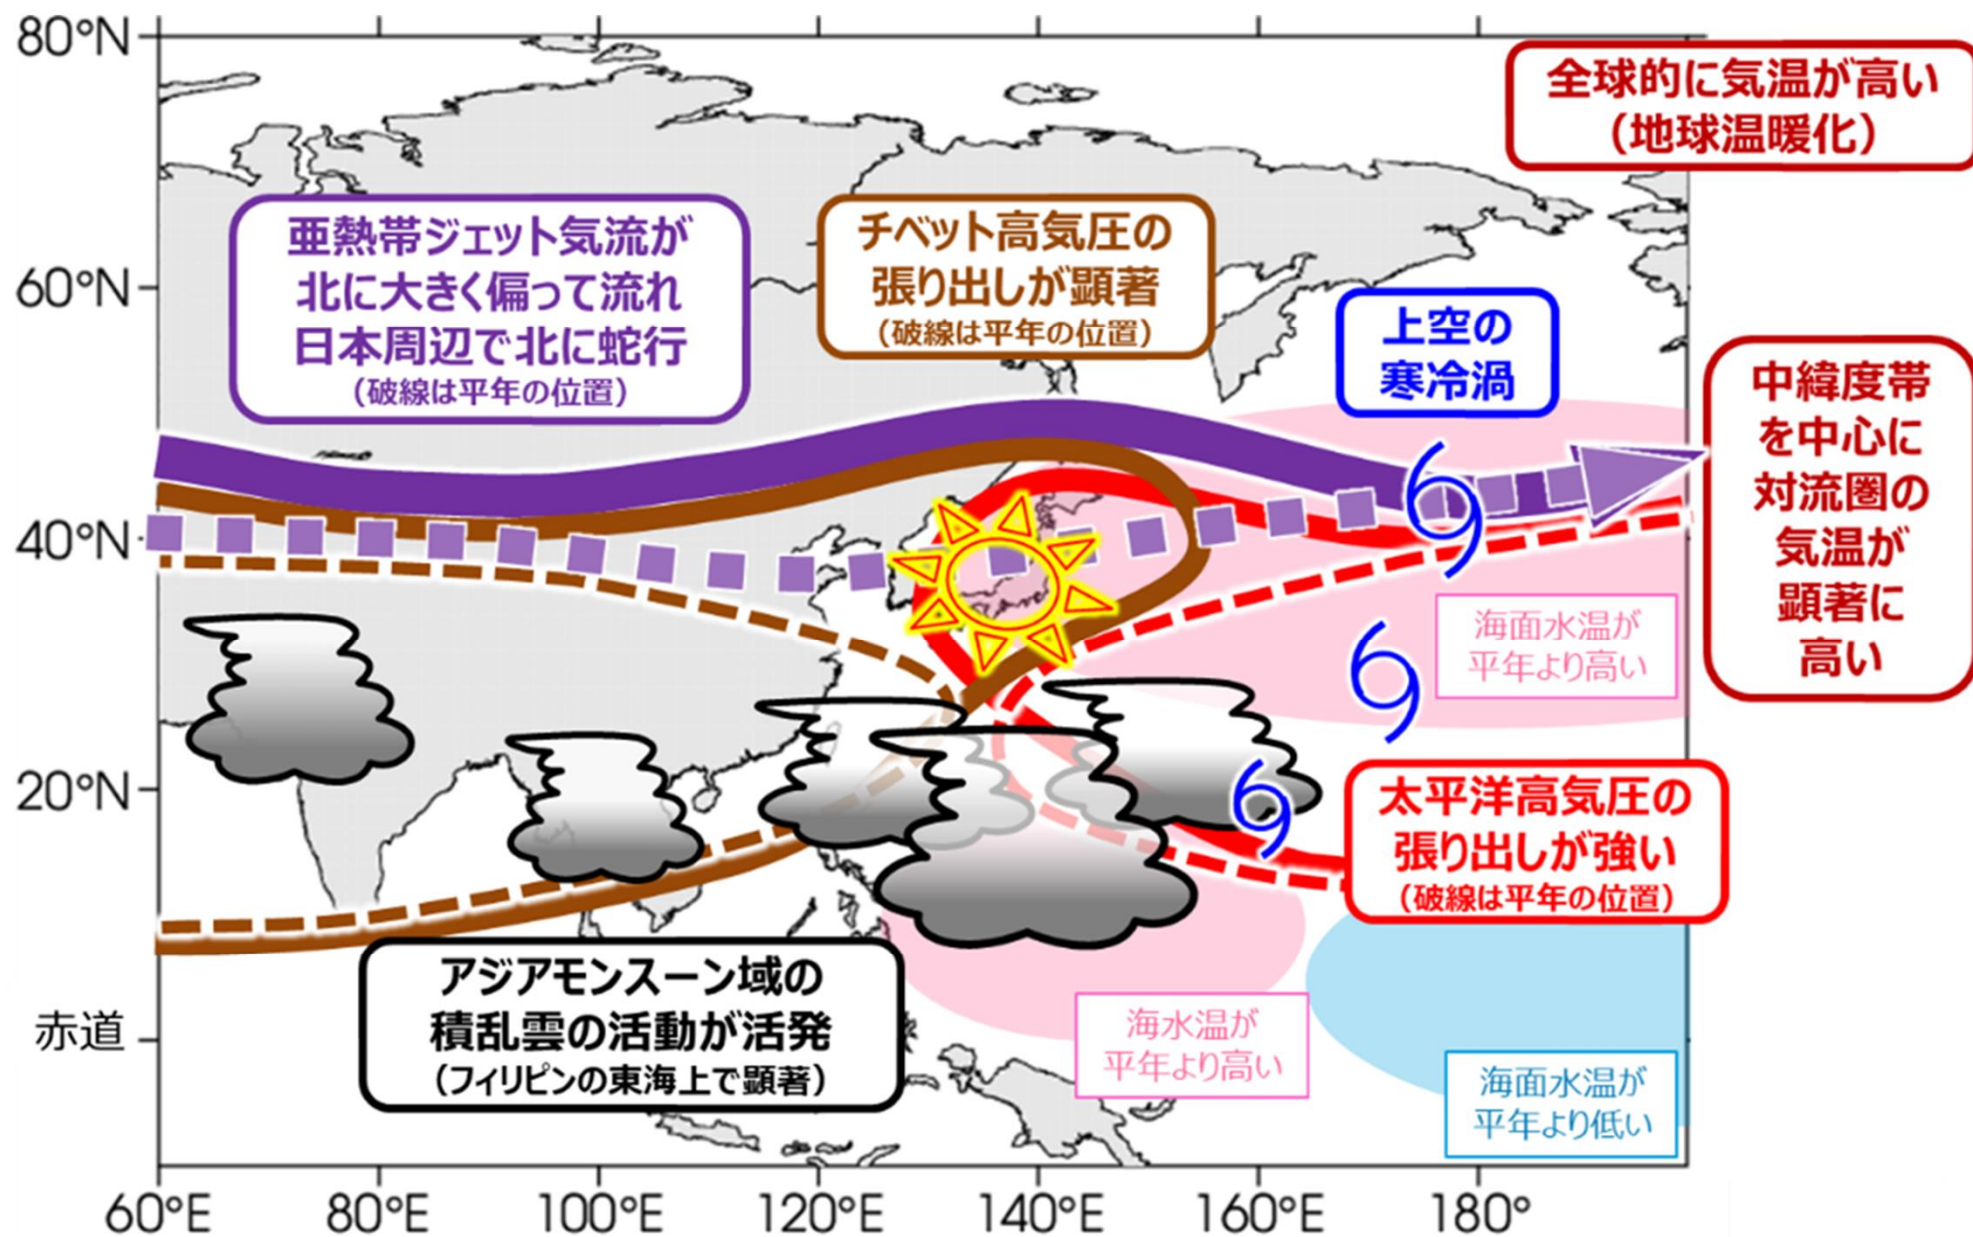 80°N
60°N
40°N
20°N
赤道
60°E
80°E
100°E
120°E
140°E
160°E
180°
全球的に気温が高い
（地球温暖化）
亜熱帯ジェット気流が
北に大きく偏って流れ
日本周辺で北に蛇行
（破線は平年の位置）
チベット高気圧の
張り出しが顕著
（破線は平年の位置）
上空の
寒冷渦
中緯度帯
を中心に
対流圏の
気温が
顕著に
高い
海面水温が
平年より高い
太平洋高気圧の
張り出しが強い
（破線は平年の位置）
アジアモンスーン域の
積乱雲の活動が活発
（フィリピンの東海上で顕著）
海水温が
平年より高い
海面水温が
平年より低い